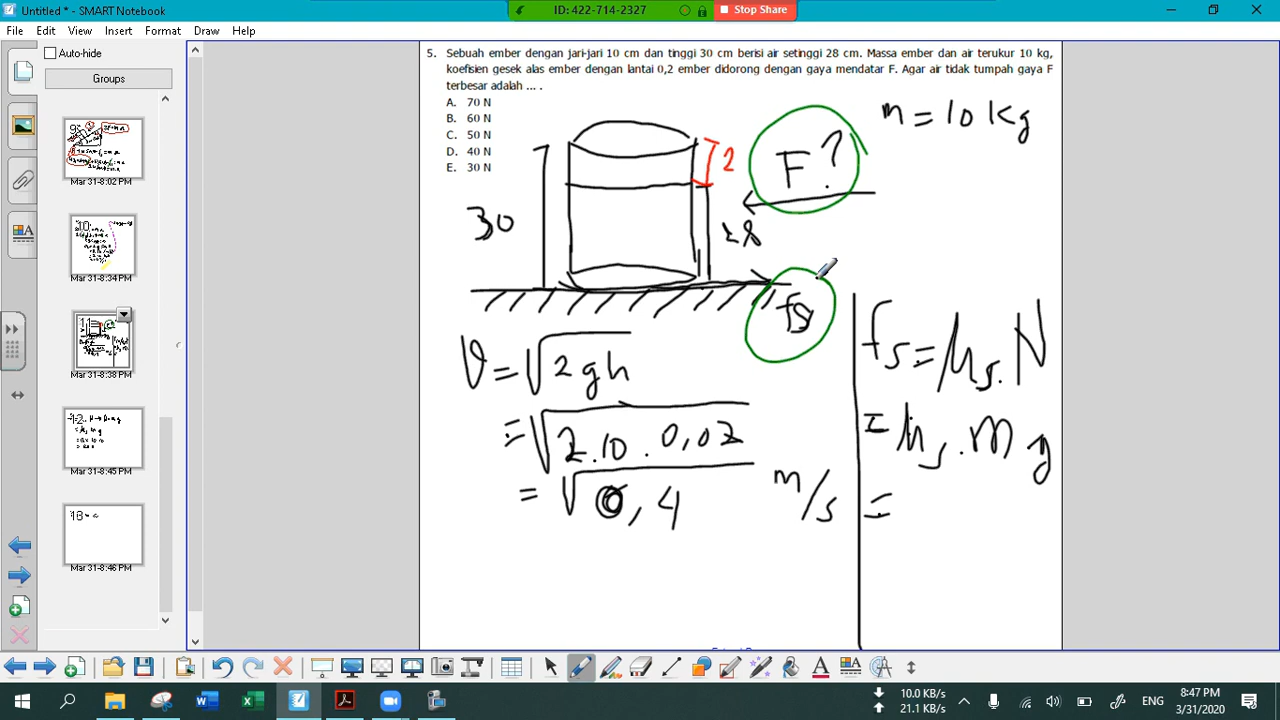 Untitled * - SMART Notebook
ID: 422-714-2327
Stop Share
File Edit View Insert Format Draw Help
Auto-hide
Groups
Mar 31-8:02 PM
Mar 31-8:34 PM
Mar 31-8:38 PM
Mar 31-8:45 PM
Mar 31-8:46 PM
5. Sebuah ember dengan jari-jari 10 cm dan tinggi 30 cm berisi air setinggi 28 cm. Massa ember dan air terukur 10 kg,
koefisien gesek alas ember dengan lantai 0,2 ember didorong dengan gaya mendatar F. Agar air tidak tumpah gaya F
terbesar adalah ... .
A. 70 N
B. 60 N
C. 50 N
D. 40 N
E. 30 N
m = 10 kg
2
F ?
30
28
fs
V = √2 gh
= √2 . 10 . 0,02
= √0,4 m/s
fs = μs . N
= μs . m g
=
10.0 KB/s
21.1 KB/s
ENG
8:47 PM
3/31/2020